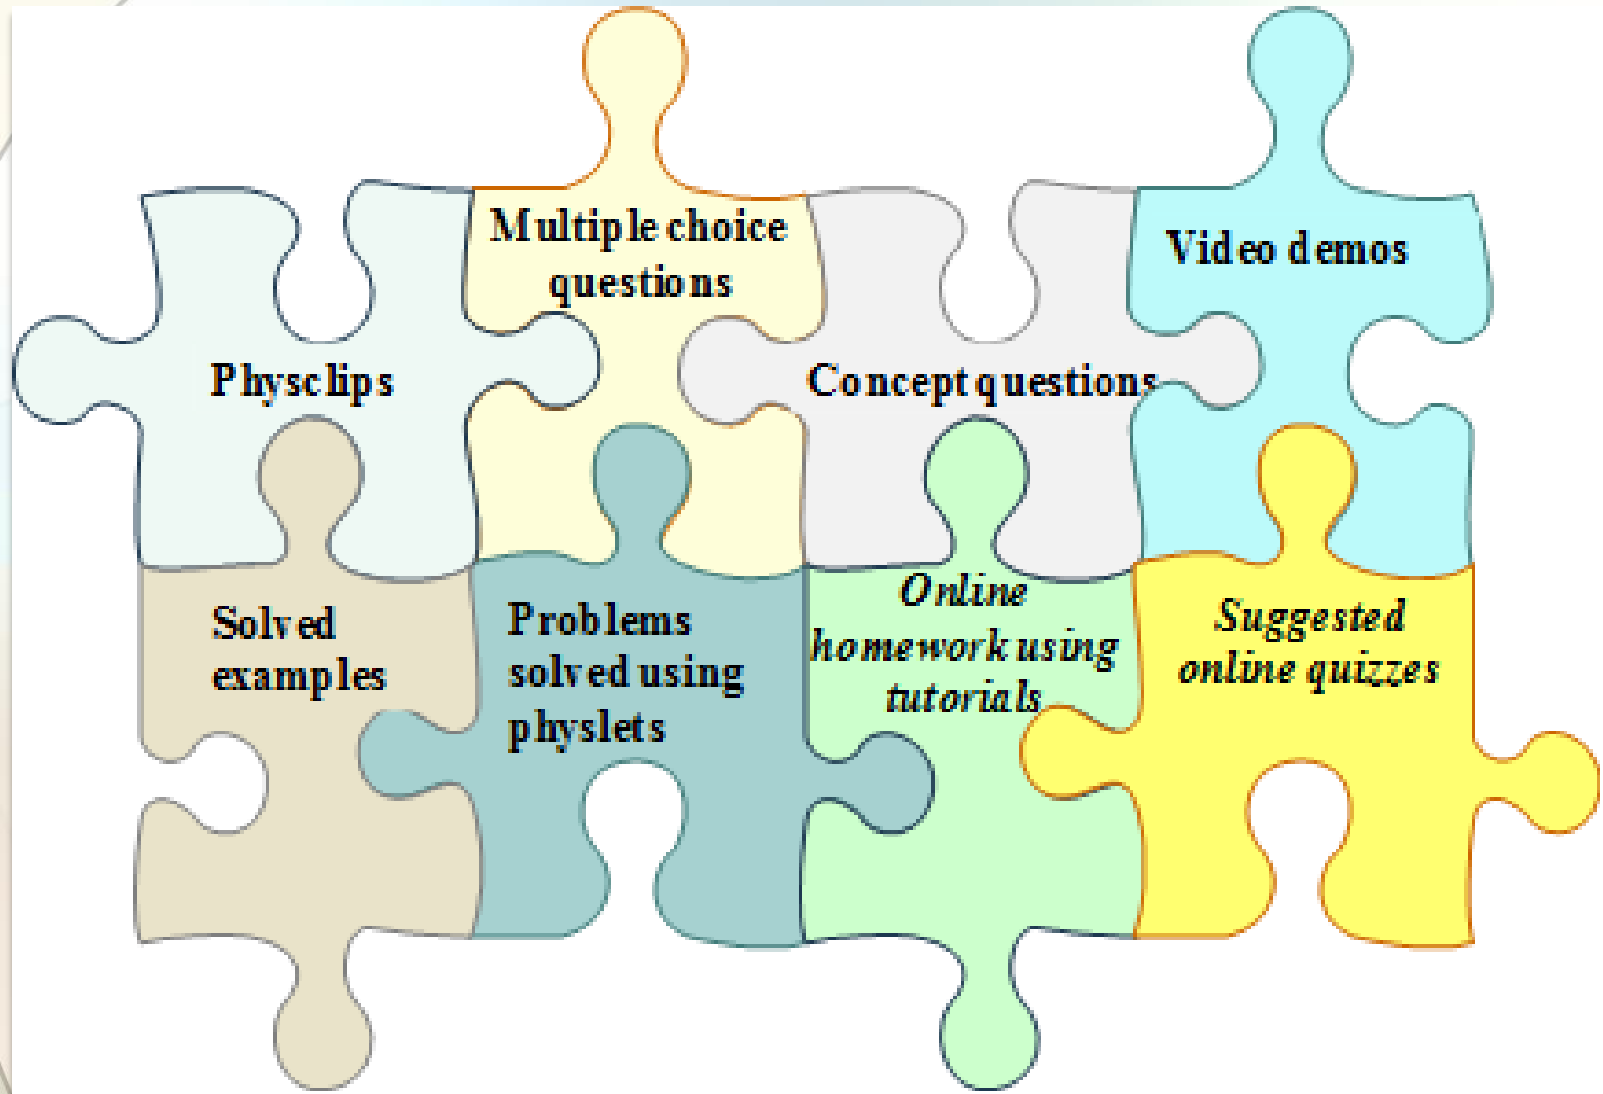 Multiple choice
questions
Video demos
Physclips
Concept questions
Solved
examples
Problems
solved using
physlets
Online
homework using
tutorials
Suggested
online quizzes